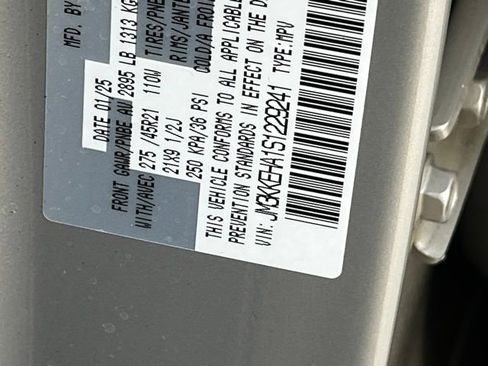 MFD. BY
DATE 01/25
FRONT GAWR/PNBE AV 2895 LB 1313 KG
TIRES/PNE
WITH/AVEC 275 /45R21 110W
RIMS/JANTE
21X9 1/2J
COLD/A FROI
250 KPA/36 PSI
THIS VEHICLE CONFORMS TO ALL APPLICABLE
PREVENTION STANDARDS IN EFFECT ON THE D
VIN: JM3KKEHA1S1229241 TYPE: MPV